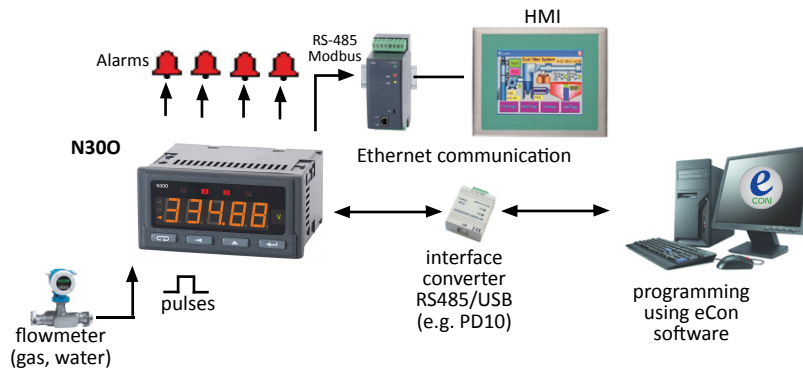 HMI
Alarms
RS-485
Modbus
N30O
Ethernet communication
N30O
334.88
V
e
CON
interface
converter
RS485/USB
(e.g. PD10)
programming
using eCon
software
pulses
flowmeter
(gas, water)